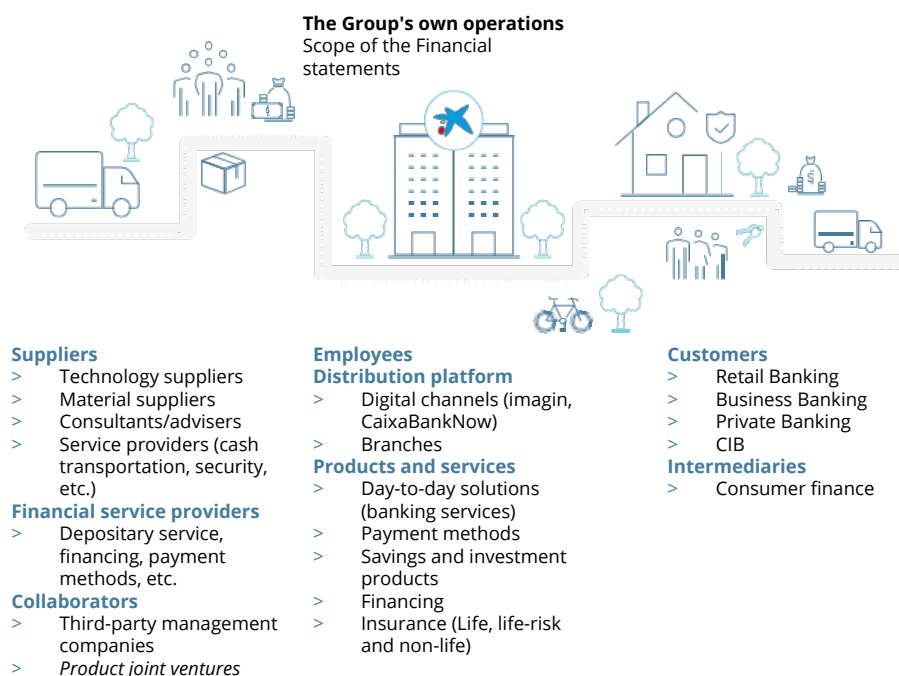 The Group's own operations
Scope of the Financial
statements
Suppliers
> Technology suppliers
> Material suppliers
> Consultants/advisers
> Service providers (cash
transportation, security,
etc.)
Financial service providers
> Depositary service,
financing, payment
methods, etc.
Collaborators
> Third-party management
companies
> Product joint ventures
Employees
Distribution platform
> Digital channels (imagin,
CaixaBankNow)
> Branches
Products and services
> Day-to-day solutions
(banking services)
> Payment methods
> Savings and investment
products
> Financing
> Insurance (Life, life-risk
and non-life)
Customers
> Retail Banking
> Business Banking
> Private Banking
> CIB
Intermediaries
> Consumer finance